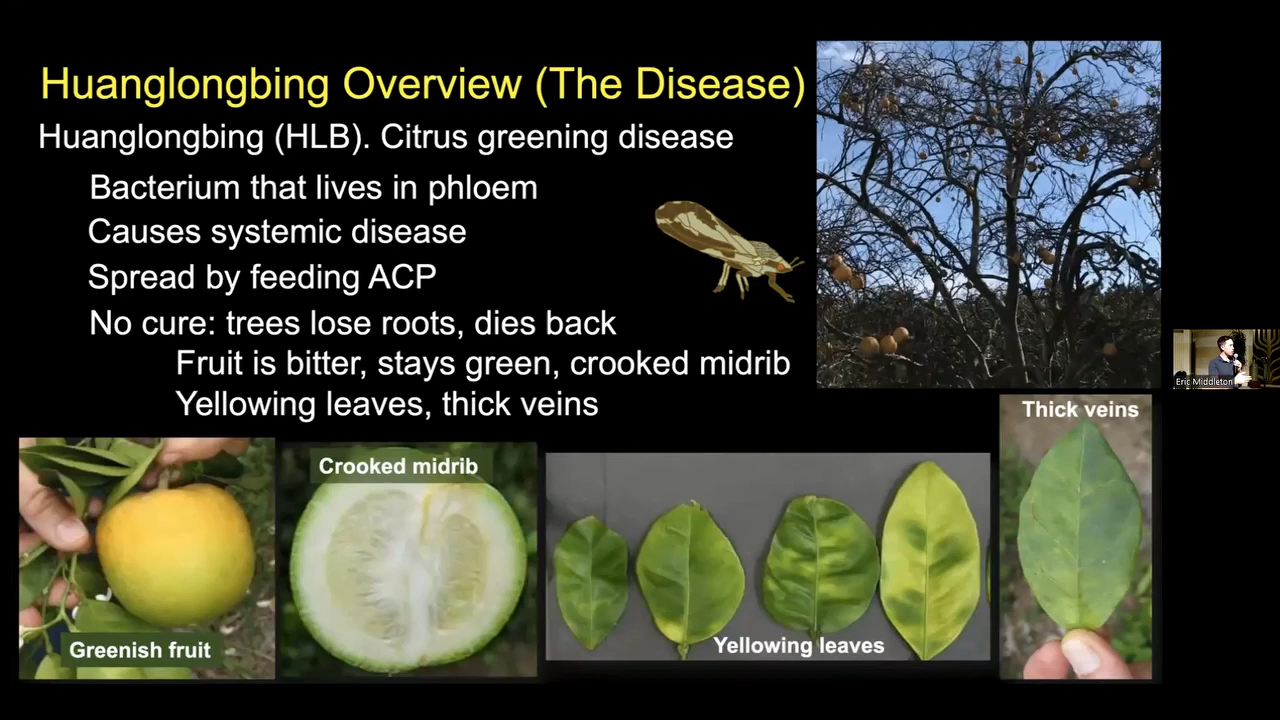 Huanglongbing Overview (The Disease)
Huanglongbing (HLB). Citrus greening disease
Bacterium that lives in phloem
Causes systemic disease
Spread by feeding ACP
No cure: trees lose roots, dies back
Fruit is bitter, stays green, crooked midrib
Yellowing leaves, thick veins
Eric Middleton
Thick veins
Crooked midrib
Yellowing leaves
Greenish fruit